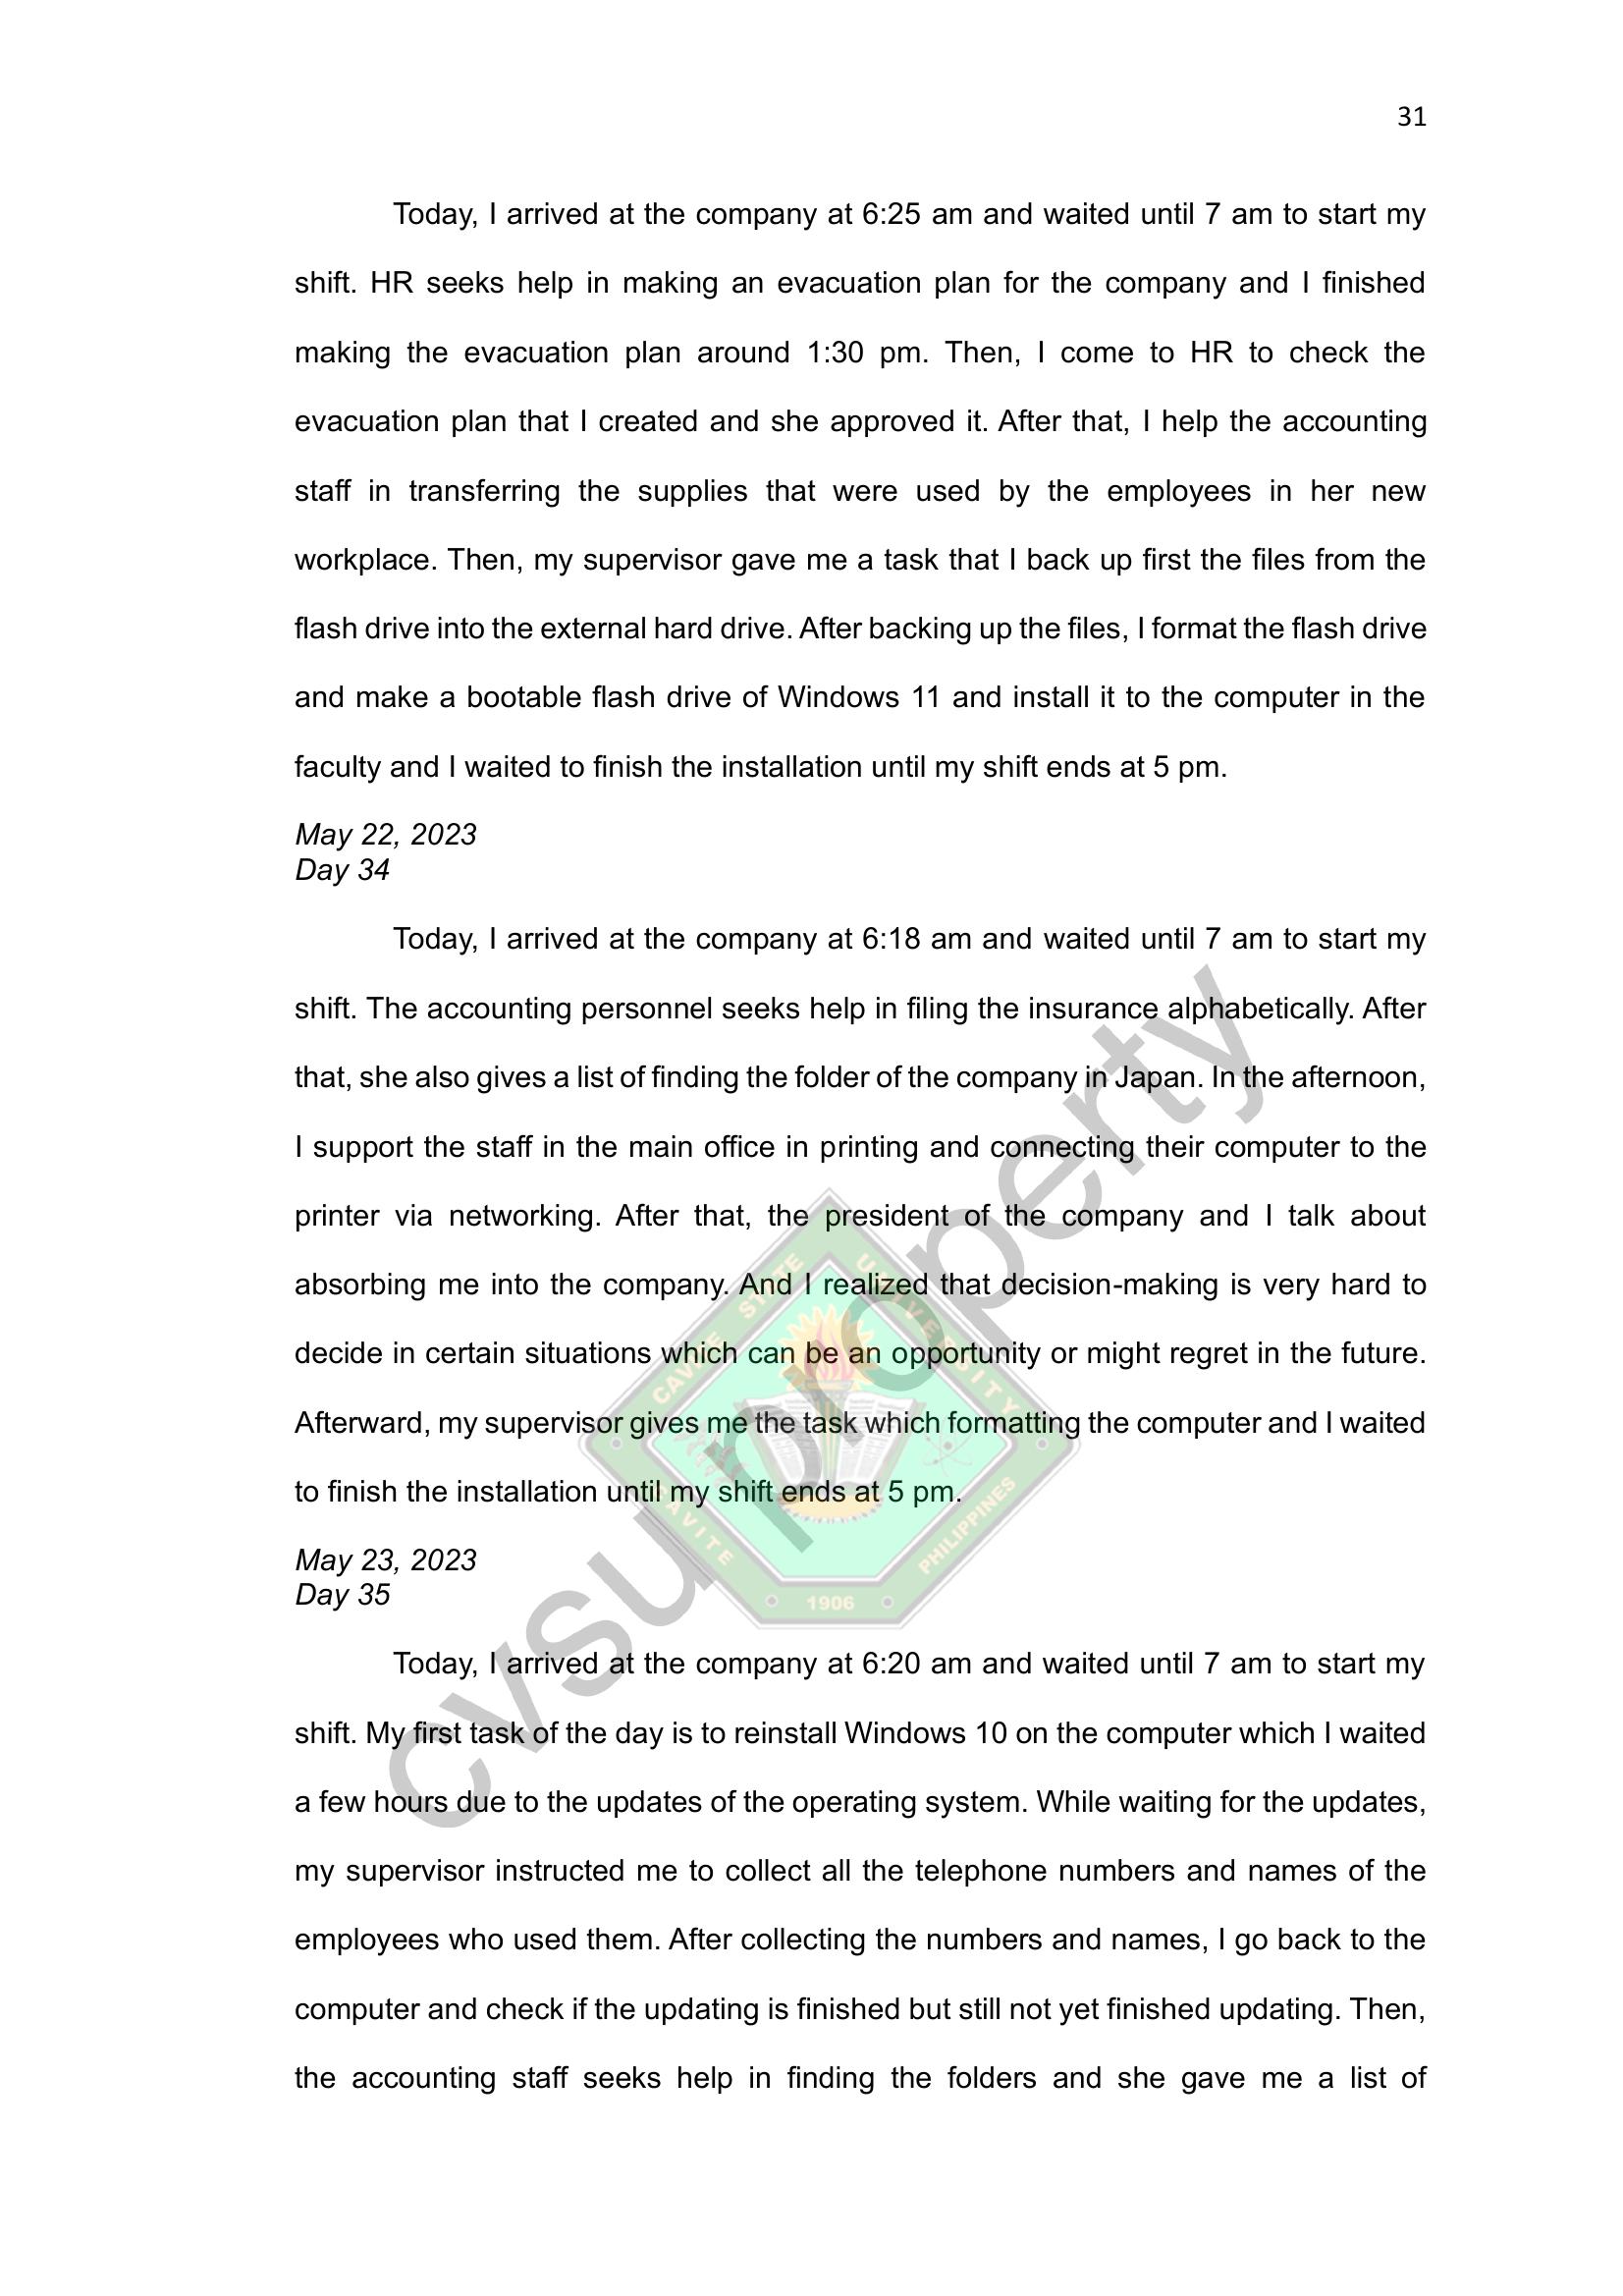 31
Today, I arrived at the company at 6:25 am and waited until 7 am to start my
shift. HR seeks help in making an evacuation plan for the company and I finished
making the evacuation plan around 1:30 pm. Then, I come to HR to check the
evacuation plan that I created and she approved it. After that, I help the accounting
staff in transferring the supplies that were used by the employees in her new
workplace. Then, my supervisor gave me a task that I back up first the files from the
flash drive into the external hard drive. After backing up the files, I format the flash drive
and make a bootable flash drive of Windows 11 and install it to the computer in the
faculty and I waited to finish the installation until my shift ends at 5 pm.
May 22, 2023
Day 34
Today, I arrived at the company at 6:18 am and waited until 7 am to start my
shift. The accounting personnel seeks help in filing the insurance alphabetically. After
that, she also gives a list of finding the folder of the company in Japan. In the afternoon,
I support the staff in the main office in printing and connecting their computer to the
printer via networking. After that, the president of the company and I talk about
absorbing me into the company. And I realized that decision-making is very hard to
decide in certain situations which can be an opportunity or might regret in the future.
Afterward, my supervisor gives me the task which formatting the computer and I waited
to finish the installation until my shift ends at 5 pm.
May 23, 2023
Day 35
Today, I arrived at the company at 6:20 am and waited until 7 am to start my
shift. My first task of the day is to reinstall Windows 10 on the computer which I waited
a few hours due to the updates of the operating system. While waiting for the updates,
my supervisor instructed me to collect all the telephone numbers and names of the
employees who used them. After collecting the numbers and names, I go back to the
computer and check if the updating is finished but still not yet finished updating. Then,
the accounting staff seeks help in finding the folders and she gave me a list of
cvsu property
CAVITE STATE UNIVERSITY
CAVITE PHILIPPINES
1906